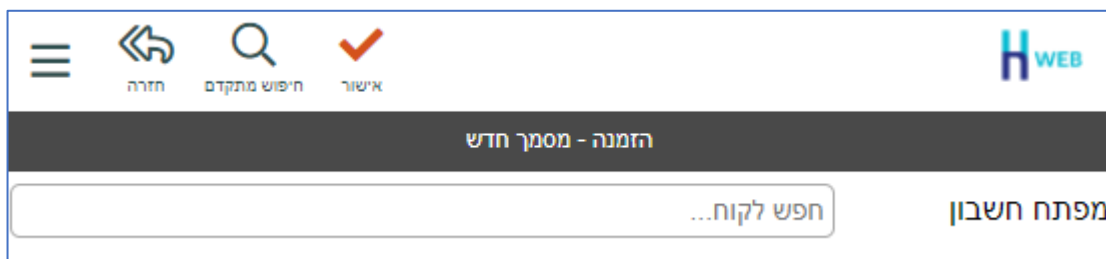 H WEB
אישור
חיפוש מתקדם
חזרה
הזמנה - מסמך חדש
מפתח חשבון
חפש לקוח...